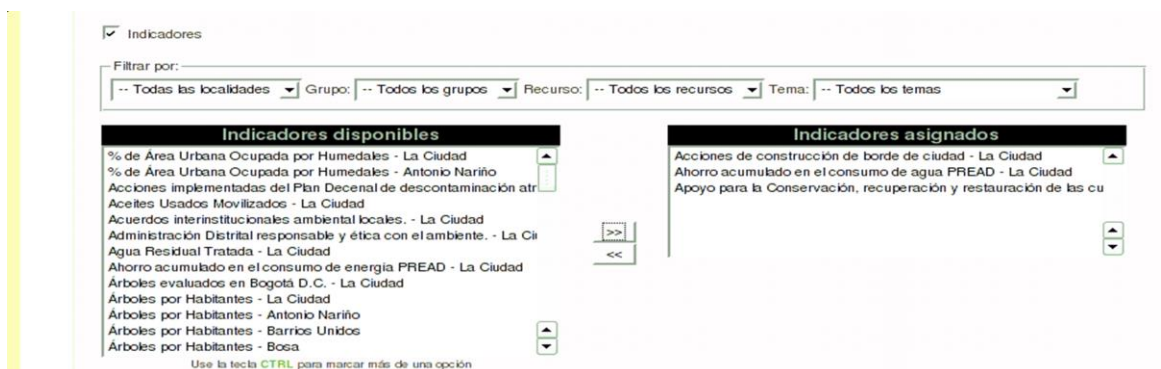 Indicadores
Filtrar por:
-- Todas las localidades Grupo: -- Todos los grupos Recurso: -- Todos los recursos Tema: -- Todos los temas
Indicadores disponibles
% de Área Urbana Ocupada por Humedales - La Ciudad
% de Área Urbana Ocupada por Humedales - Antonio Nariño
Acciones implementadas del Plan Decenal de descontaminación atr
Aceites Usados Movilizados - La Ciudad
Acuerdos interinstitucionales ambiental locales. - La Ciudad
Administración Distrital responsable y ética con el ambiente. - La Ci
Agua Residual Tratada - La Ciudad
Ahorro acumulado en el consumo de energía PREAD - La Ciudad
Árboles evaluados en Bogotá D.C. - La Ciudad
Árboles por Habitantes - La Ciudad
Árboles por Habitantes - Antonio Nariño
Árboles por Habitantes - Barrios Unidos
Árboles por Habitantes - Bosa
Use la tecla CTRL para marcar más de una opción
>>
<<
Indicadores asignados
Acciones de construcción de borde de ciudad - La Ciudad
Ahorro acumulado en el consumo de agua PREAD - La Ciudad
Apoyo para la Conservación, recuperación y restauración de las cu